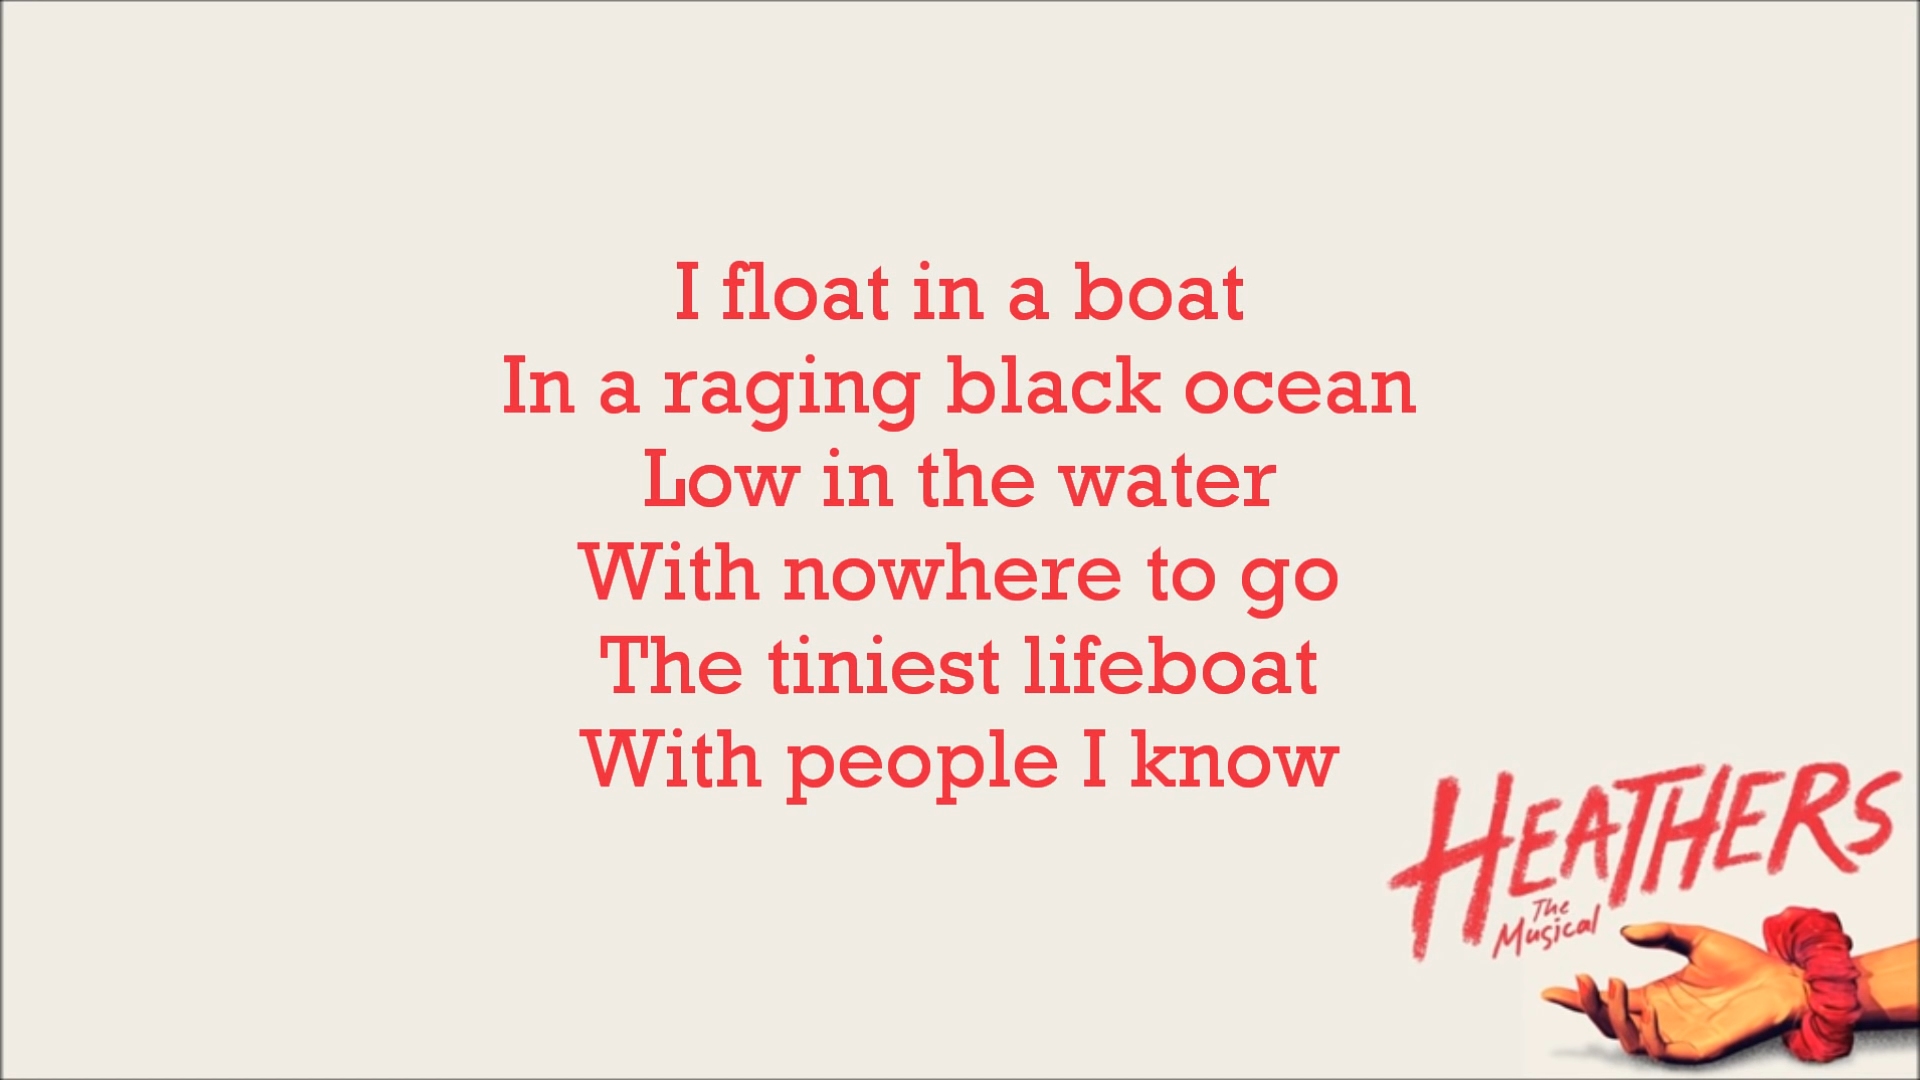 I float in a boat
In a raging black ocean
Low in the water
With nowhere to go
The tiniest lifeboat
With people I know
HEATHERS
The
Musical